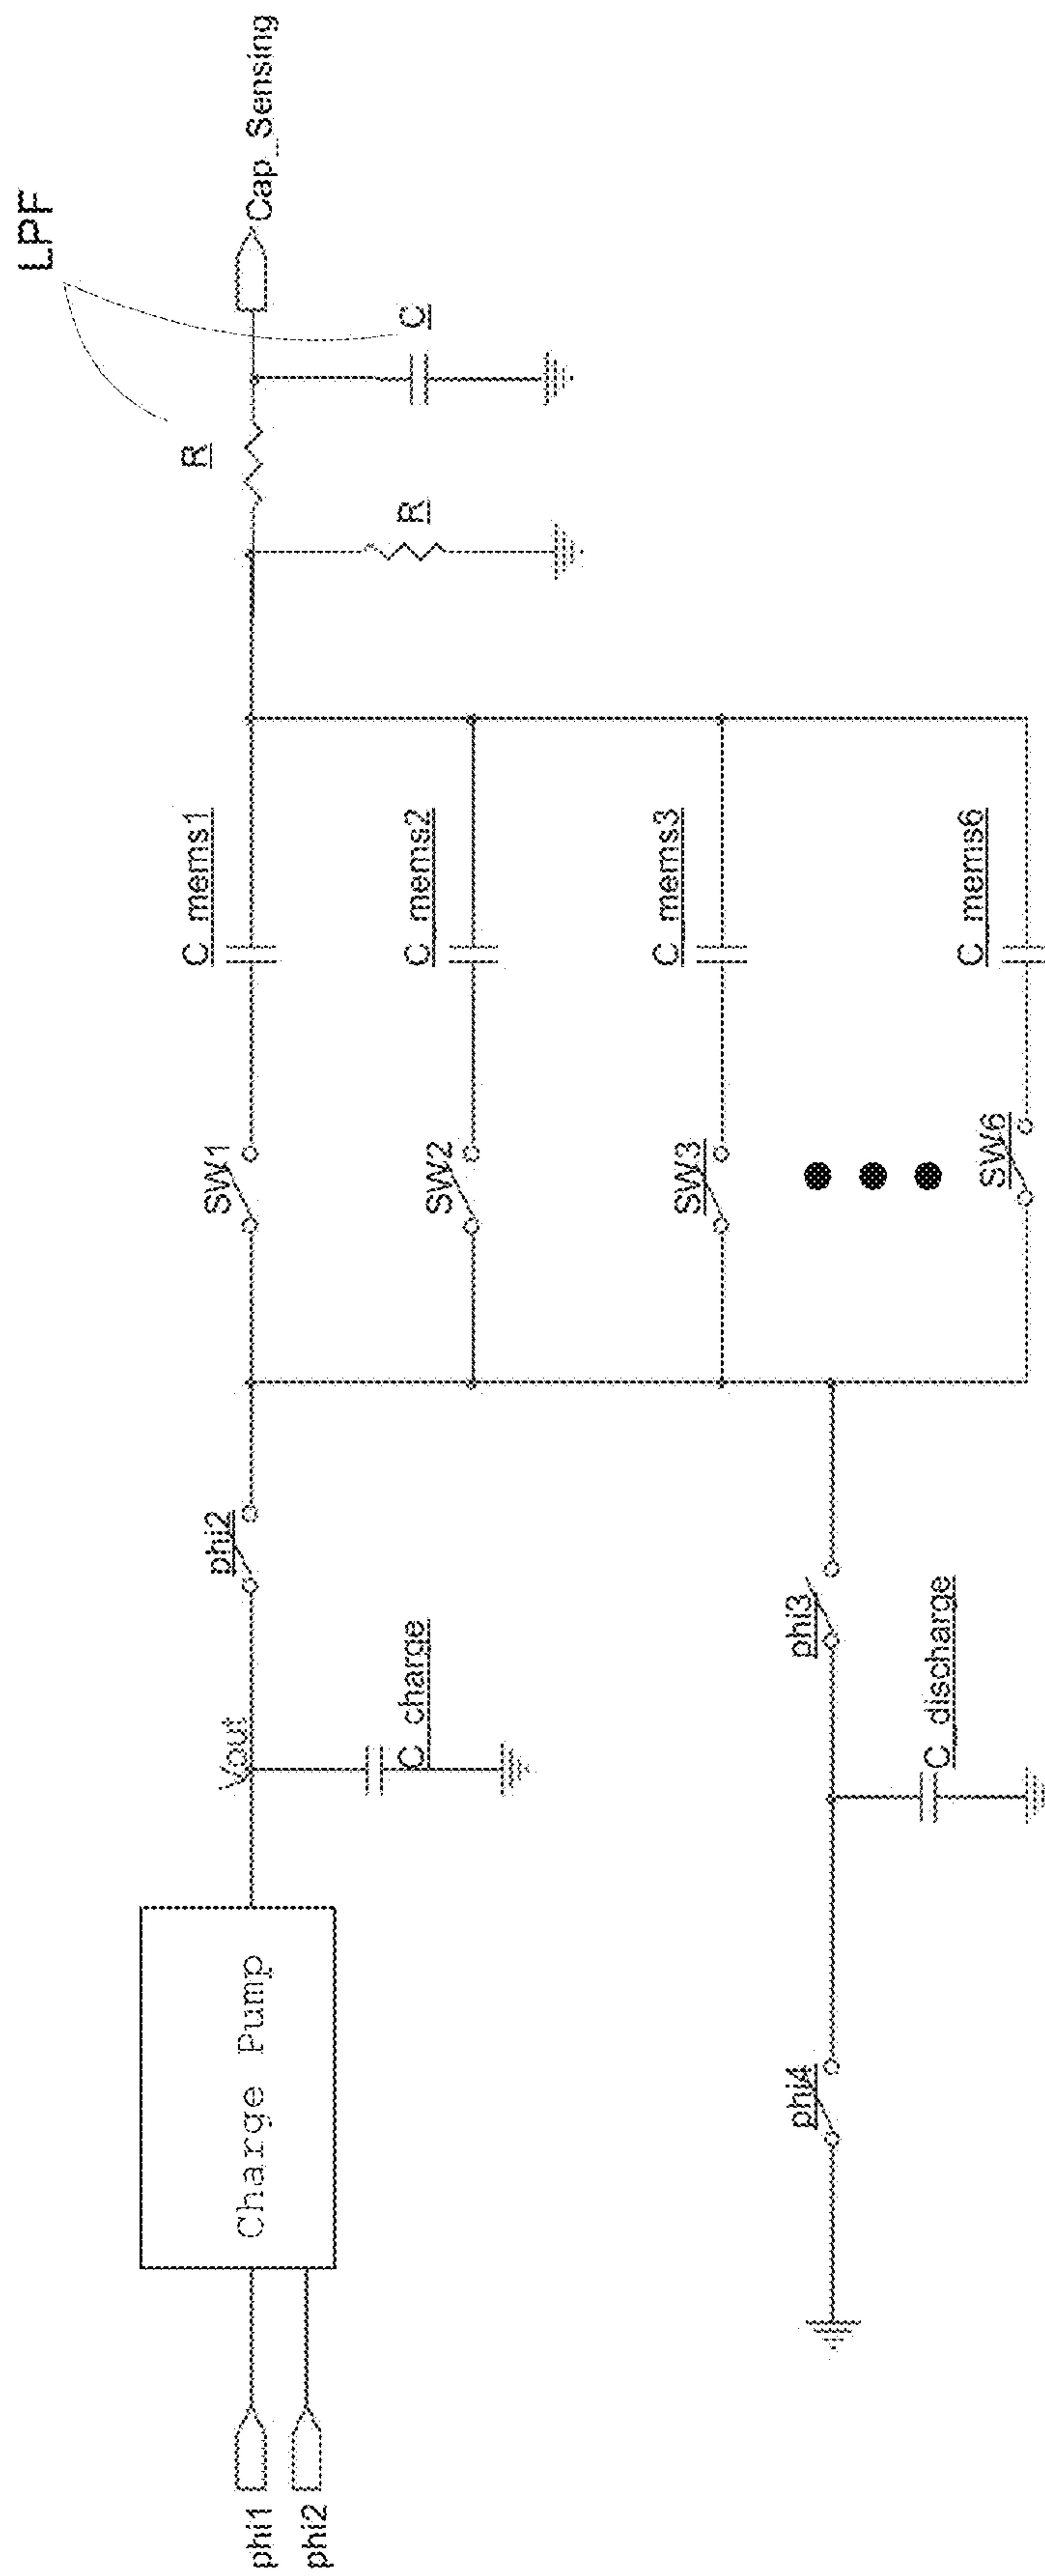 LPF
Cap_Sensing
R
C
R
C_mems1
C_mems2
C_mems3
C_mems6
SW1
SW2
SW3
SW6
phi2
Vout
C_charge
phi3
C_discharge
phi4
Charge Pump
phi1
phi2